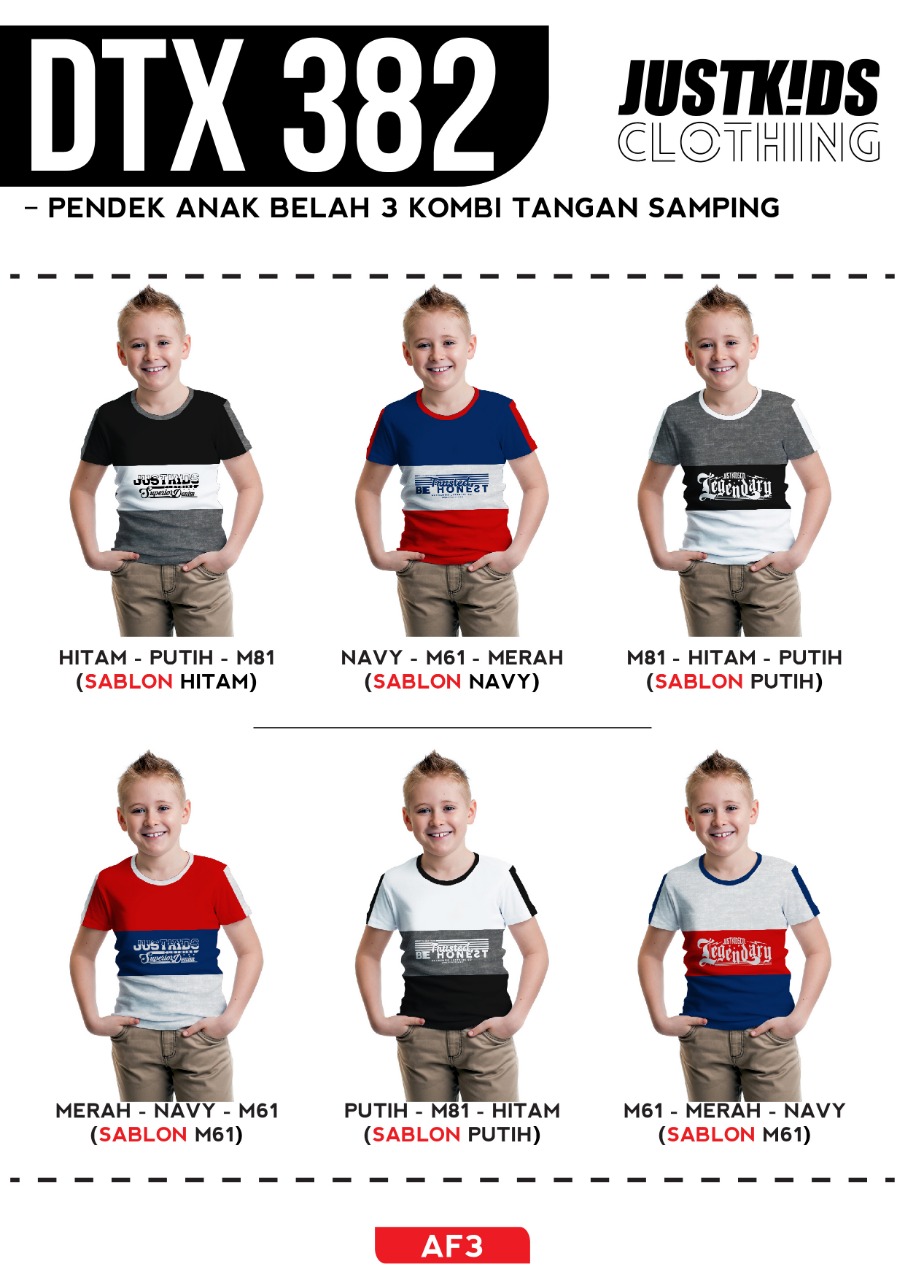 DTX 382
JUSTK!DS
CLOTHING
– PENDEK ANAK BELAH 3 KOMBI TANGAN SAMPING
JUSTKIDS
Superior Denim
Trusted
BE HONEST
Legendary
HITAM - PUTIH - M81
(SABLON HITAM)
NAVY - M61 - MERAH
(SABLON NAVY)
M81 - HITAM - PUTIH
(SABLON PUTIH)
JUSTKIDS
Superior Denim
Trusted
BE HONEST
Legendary
MERAH - NAVY - M61
(SABLON M61)
PUTIH - M81 - HITAM
(SABLON PUTIH)
M61 - MERAH - NAVY
(SABLON M61)
AF3